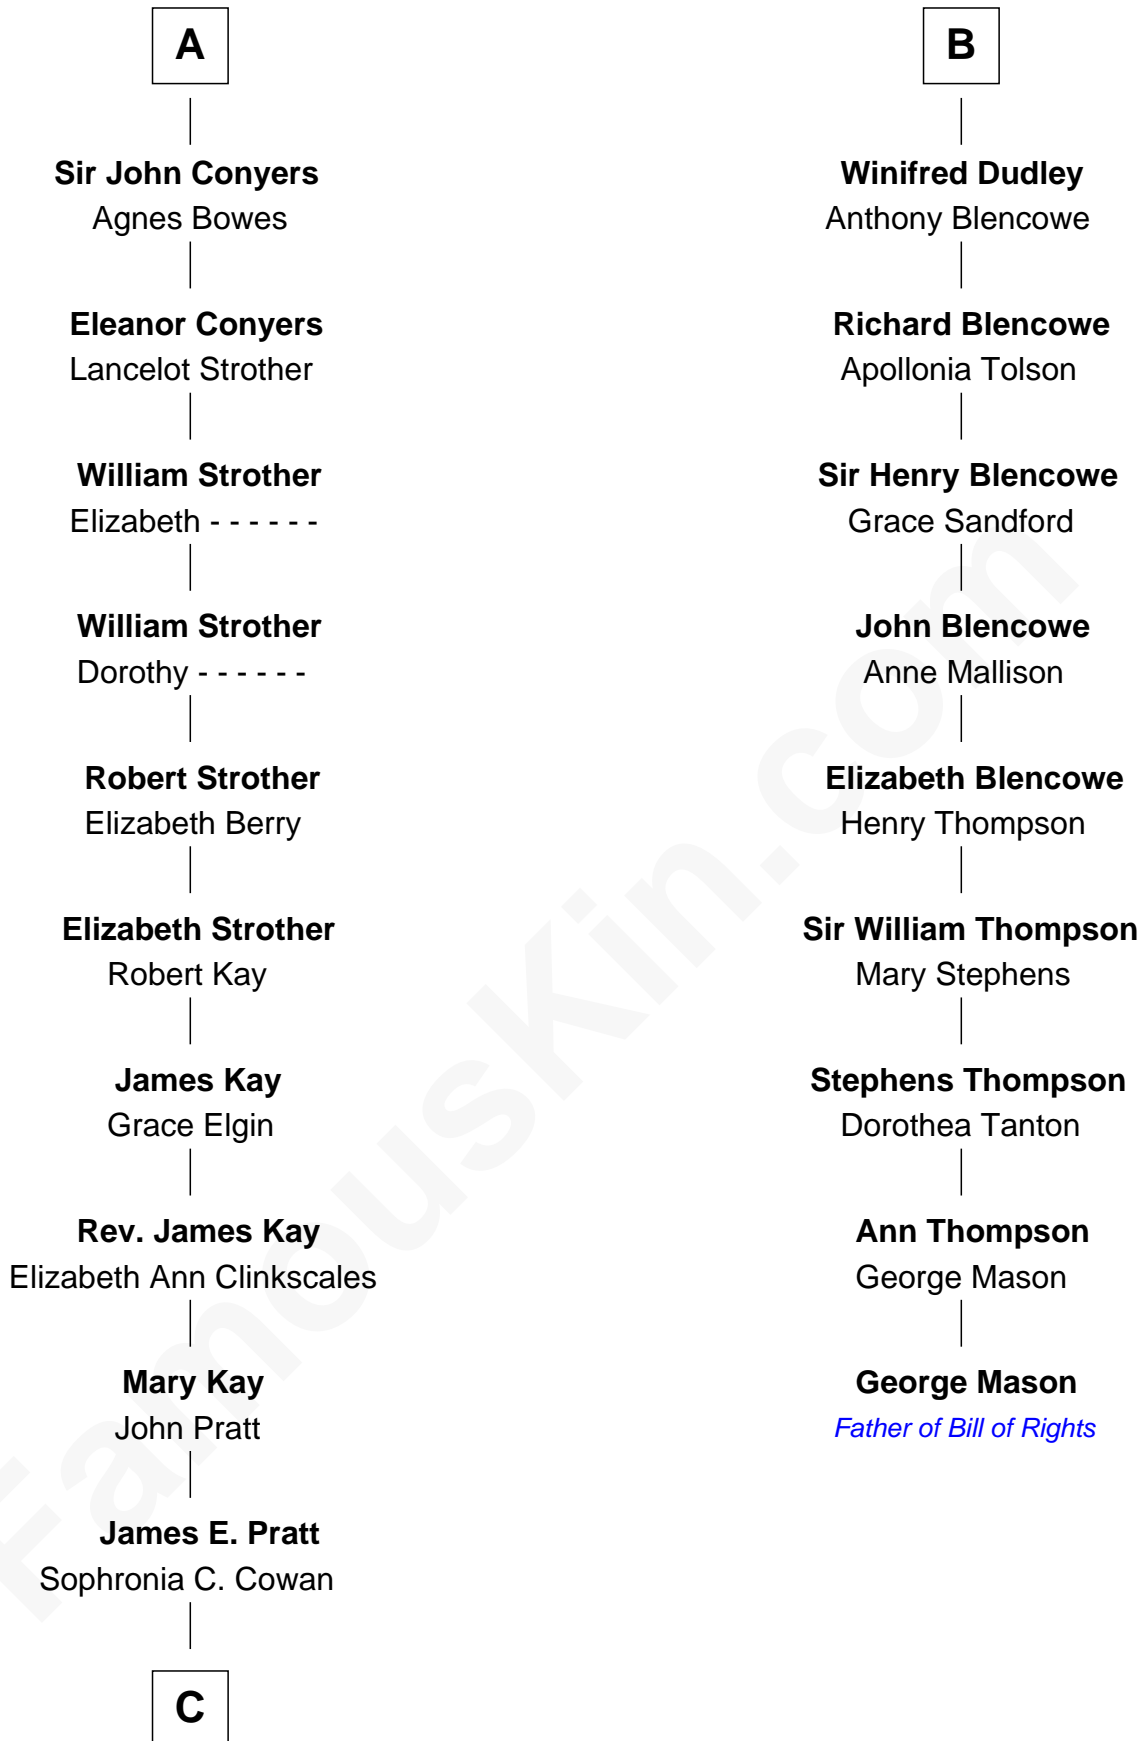 A
Sir John Conyers
Agnes Bowes
Eleanor Conyers
Lancelot Strother
William Strother
Elizabeth - - - - - -
William Strother
Dorothy - - - - - -
Robert Strother
Elizabeth Berry
Elizabeth Strother
Robert Kay
James Kay
Grace Elgin
Rev. James Kay
Elizabeth Ann Clinkscales
Mary Kay
John Pratt
James E. Pratt
Sophronia C. Cowan
C
B
Winifred Dudley
Anthony Blencowe
Richard Blencowe
Apollonia Tolson
Sir Henry Blencowe
Grace Sandford
John Blencowe
Anne Mallison
Elizabeth Blencowe
Henry Thompson
Sir William Thompson
Mary Stephens
Stephens Thompson
Dorothea Tanton
Ann Thompson
George Mason
George Mason
Father of Bill of Rights
FamousKin.com